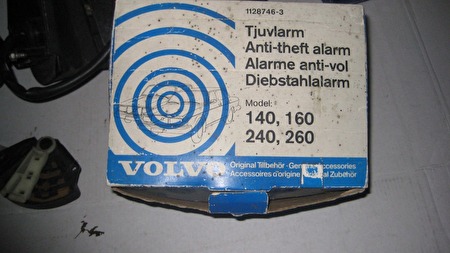 1128746-3
Tjuvlarm
Anti-theft alarm
Alarme anti-vol
Diebstahlalarm
Model:
140, 160
240, 260
VOLVO
Original Tillbehör · Genuine Accessories
Accessoires d'origine · Original Zubehör